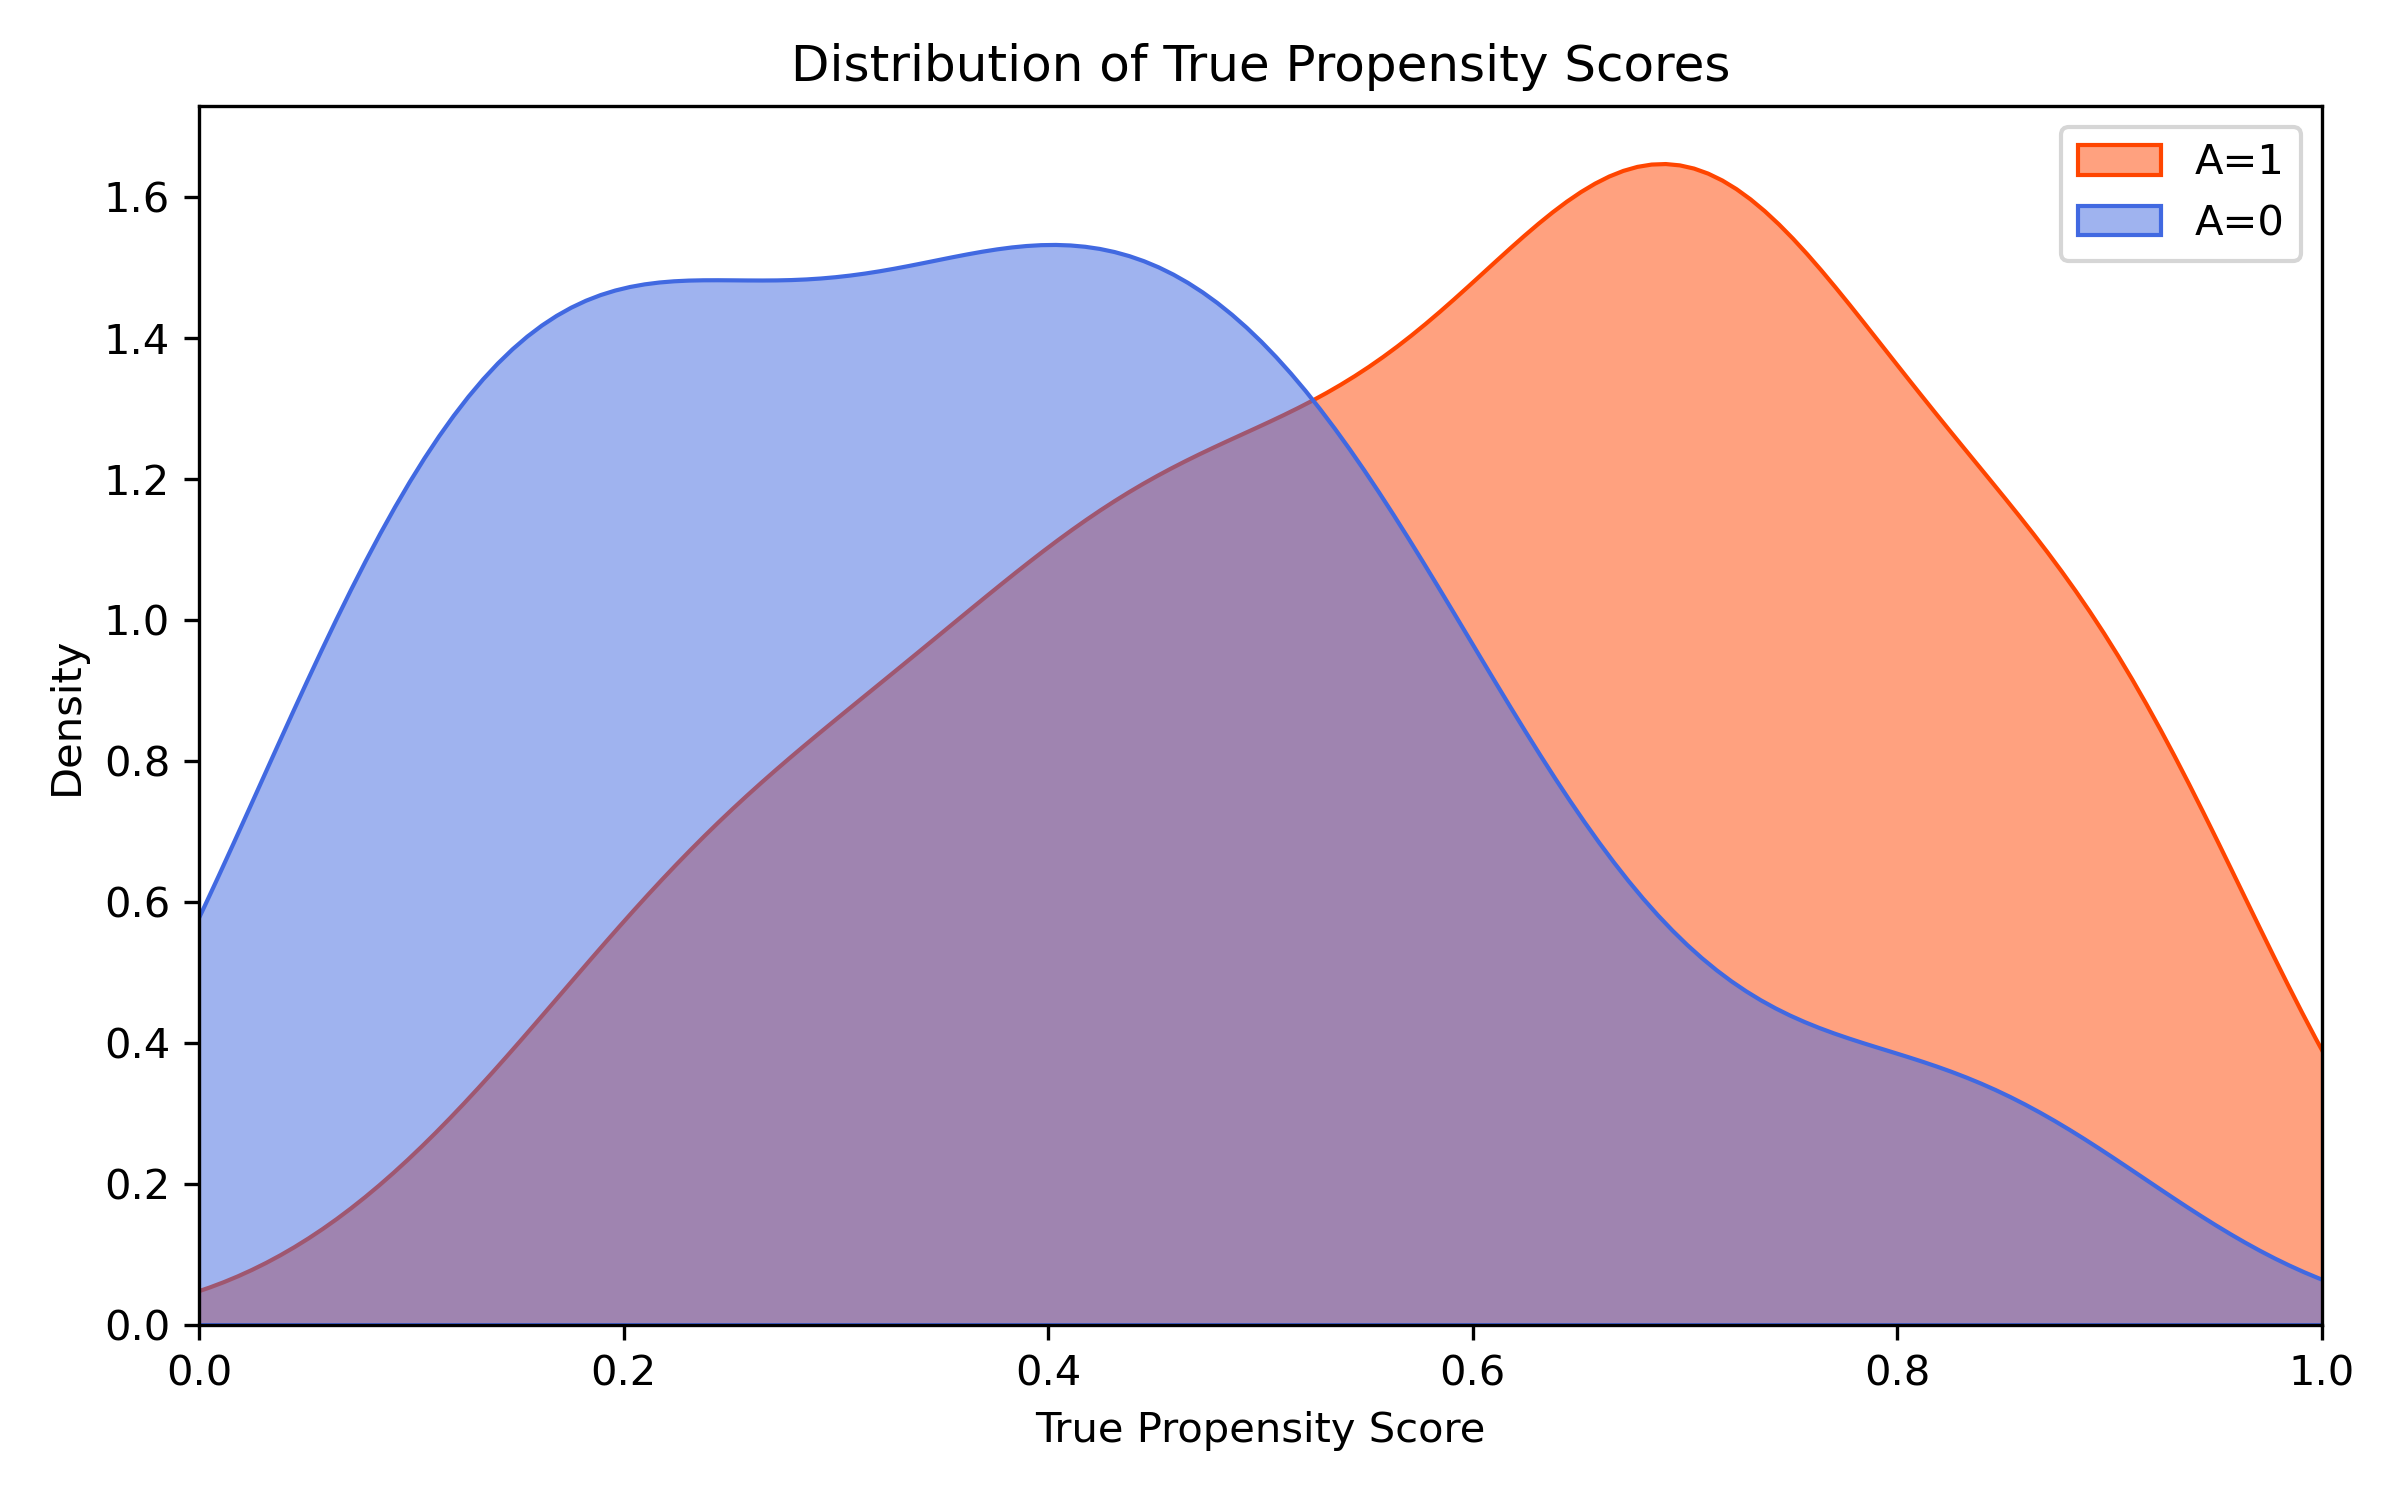 Distribution of True Propensity Scores
A=1
A=0
1.6
1.4
1.2
1.0
0.8
0.6
0.4
0.2
0.0
Density
0.0 0.2 0.4 0.6 0.8 1.0
True Propensity Score